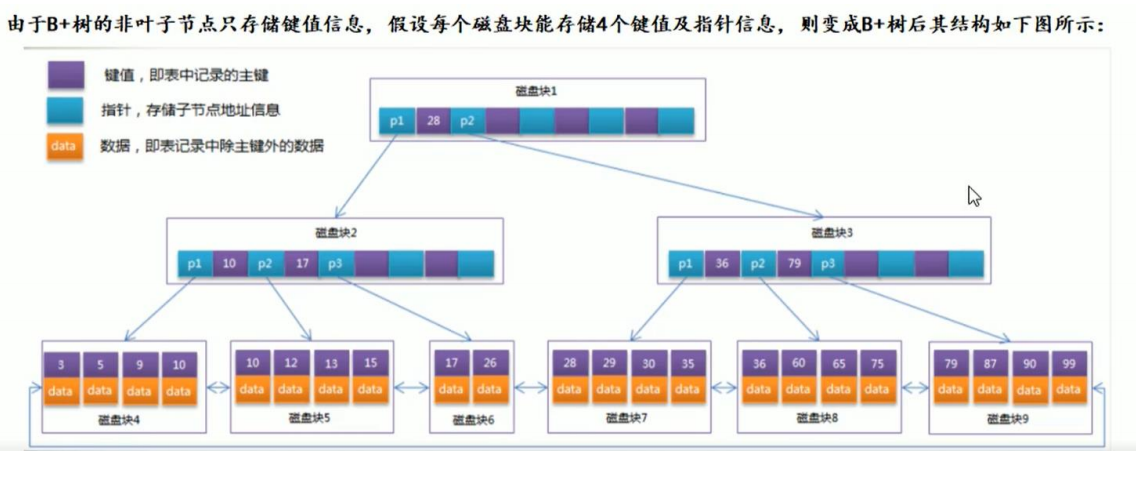 由于B+树的非叶子节点只存储键值信息，假设每个磁盘块能存储4个键值及指针信息，则变成B+树后其结构如下图所示：
键值，即表中记录的主键
指针，存储子节点地址信息
data 数据，即表记录中除主键外的数据
磁盘块1
p1 28 p2
磁盘块2
p1 10 p2 17 p3
磁盘块3
p1 36 p2 79 p3
3 5 9 10
data data data data
磁盘块4
10 12 13 15
data data data data
磁盘块5
17 26
data data
磁盘块6
28 29 30 35
data data data data
磁盘块7
36 60 65 75
data data data data
磁盘块8
79 87 90 99
data data data data
磁盘块9